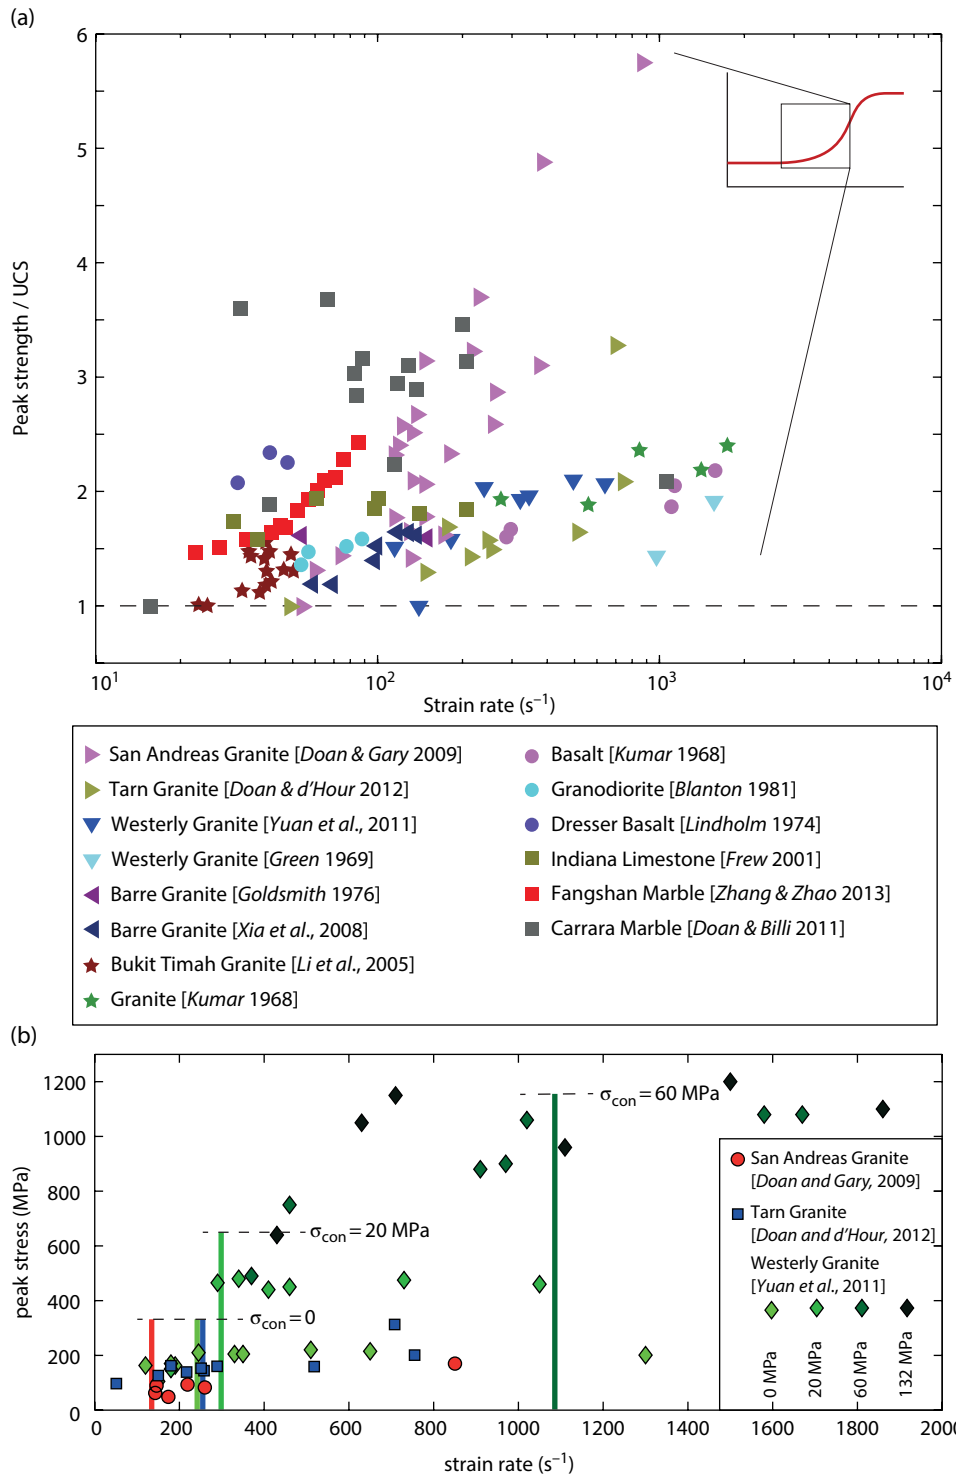 (a)
6
5
4
3
2
1
Peak strength / UCS
10¹
10²
10³
10⁴
Strain rate (s⁻¹)
San Andreas Granite [Doan & Gary 2009]
Tarn Granite [Doan & d'Hour 2012]
Westerly Granite [Yuan et al., 2011]
Westerly Granite [Green 1969]
Barre Granite [Goldsmith 1976]
Barre Granite [Xia et al., 2008]
Bukit Timah Granite [Li et al., 2005]
Granite [Kumar 1968]
Basalt [Kumar 1968]
Granodiorite [Blanton 1981]
Dresser Basalt [Lindholm 1974]
Indiana Limestone [Frew 2001]
Fangshan Marble [Zhang & Zhao 2013]
Carrara Marble [Doan & Billi 2011]
(b)
1200
1000
800
600
400
200
0
peak stress (MPa)
σcon = 60 MPa
σcon = 20 MPa
σcon = 0
San Andreas Granite
[Doan and Gary, 2009]
Tarn Granite
[Doan and d'Hour, 2012]
Westerly Granite
[Yuan et al., 2011]
0 MPa
20 MPa
60 MPa
132 MPa
0 200 400 600 800 1000 1200 1400 1600 1800 2000
strain rate (s⁻¹)